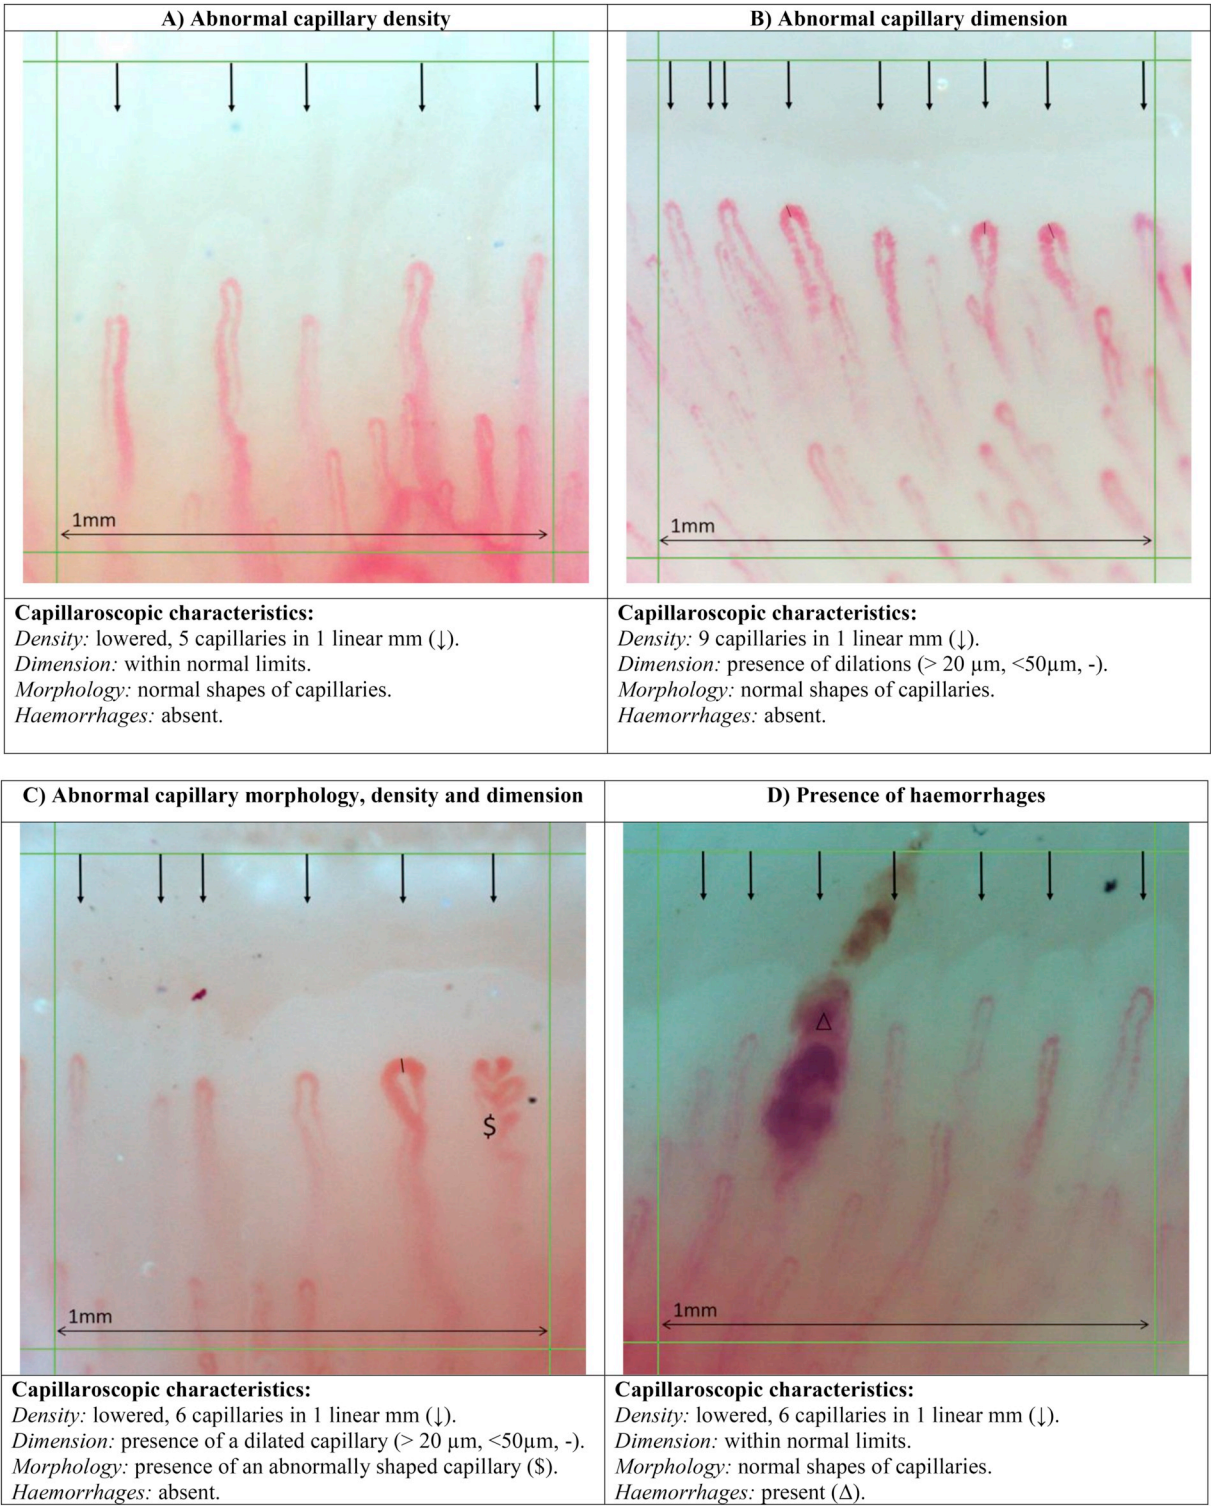 A) Abnormal capillary density
B) Abnormal capillary dimension
1mm
1mm
Capillaroscopic characteristics:
Density: lowered, 5 capillaries in 1 linear mm (↓).
Dimension: within normal limits.
Morphology: normal shapes of capillaries.
Haemorrhages: absent.
Capillaroscopic characteristics:
Density: 9 capillaries in 1 linear mm (↓).
Dimension: presence of dilations (> 20 µm, <50µm, -).
Morphology: normal shapes of capillaries.
Haemorrhages: absent.
C) Abnormal capillary morphology, density and dimension
D) Presence of haemorrhages
$
Δ
1mm
1mm
Capillaroscopic characteristics:
Density: lowered, 6 capillaries in 1 linear mm (↓).
Dimension: presence of a dilated capillary (> 20 µm, <50µm, -).
Morphology: presence of an abnormally shaped capillary ($).
Haemorrhages: absent.
Capillaroscopic characteristics:
Density: lowered, 6 capillaries in 1 linear mm (↓).
Dimension: within normal limits.
Morphology: normal shapes of capillaries.
Haemorrhages: present (Δ).